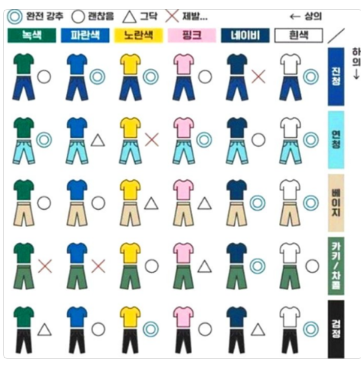 ◎ 완전 강추 ○ 괜찮음 △ 그닥 × 제발... ← 상의
녹색 파란색 노란색 핑크 네이비 흰색
하의 →
진청
연청
베이지
카키/차콜
검정